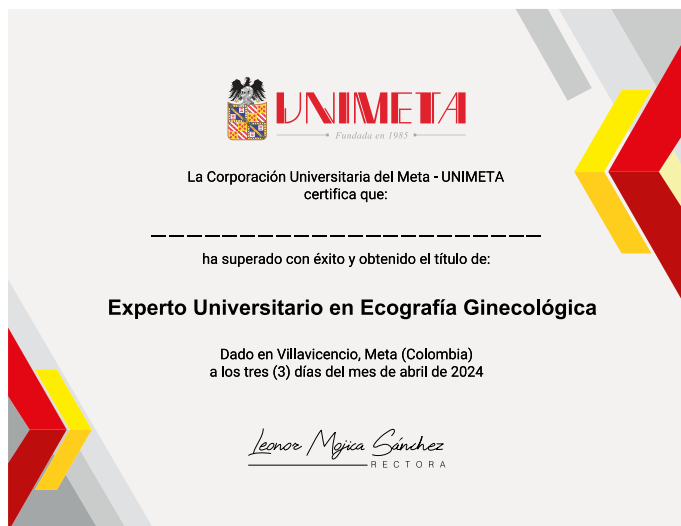 UNIMETA
Fundada en 1985
La Corporación Universitaria del Meta - UNIMETA
certifica que:
ha superado con éxito y obtenido el título de:
Experto Universitario en Ecografía Ginecológica
Dado en Villavicencio, Meta (Colombia)
a los tres (3) días del mes de abril de 2024
Leonor Mojica Sánchez
RECTORA